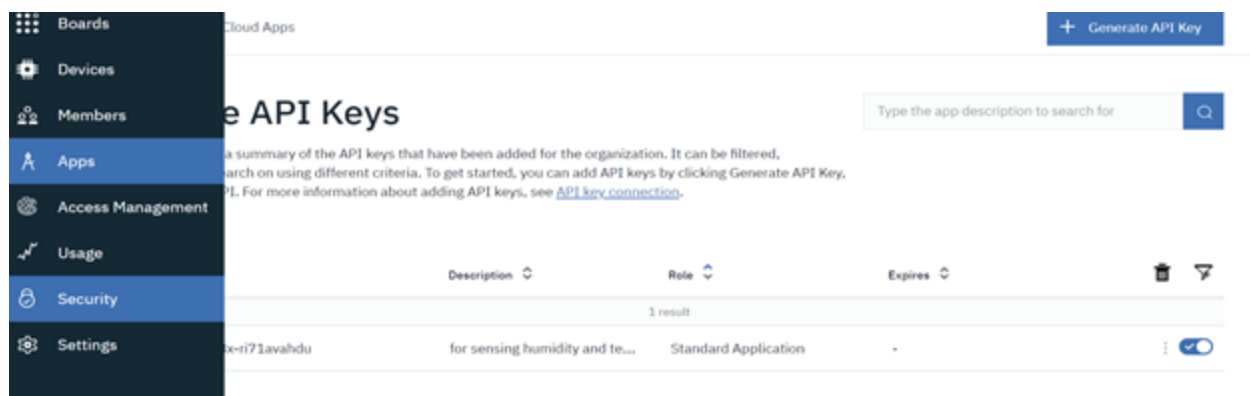 Boards
Cloud Apps
+ Generate API Key
Devices
Members
e API Keys
Type the app description to search for
Apps
a summary of the API keys that have been added for the organization. It can be filtered,
arch on using different criteria. To get started, you can add API keys by clicking Generate API Key,
PI. For more information about adding API keys, see API key connection.
Access Management
Usage
Description
Role
Expires
Security
1 result
Settings
x-ri71avahdu
for sensing humidity and te...
Standard Application
-